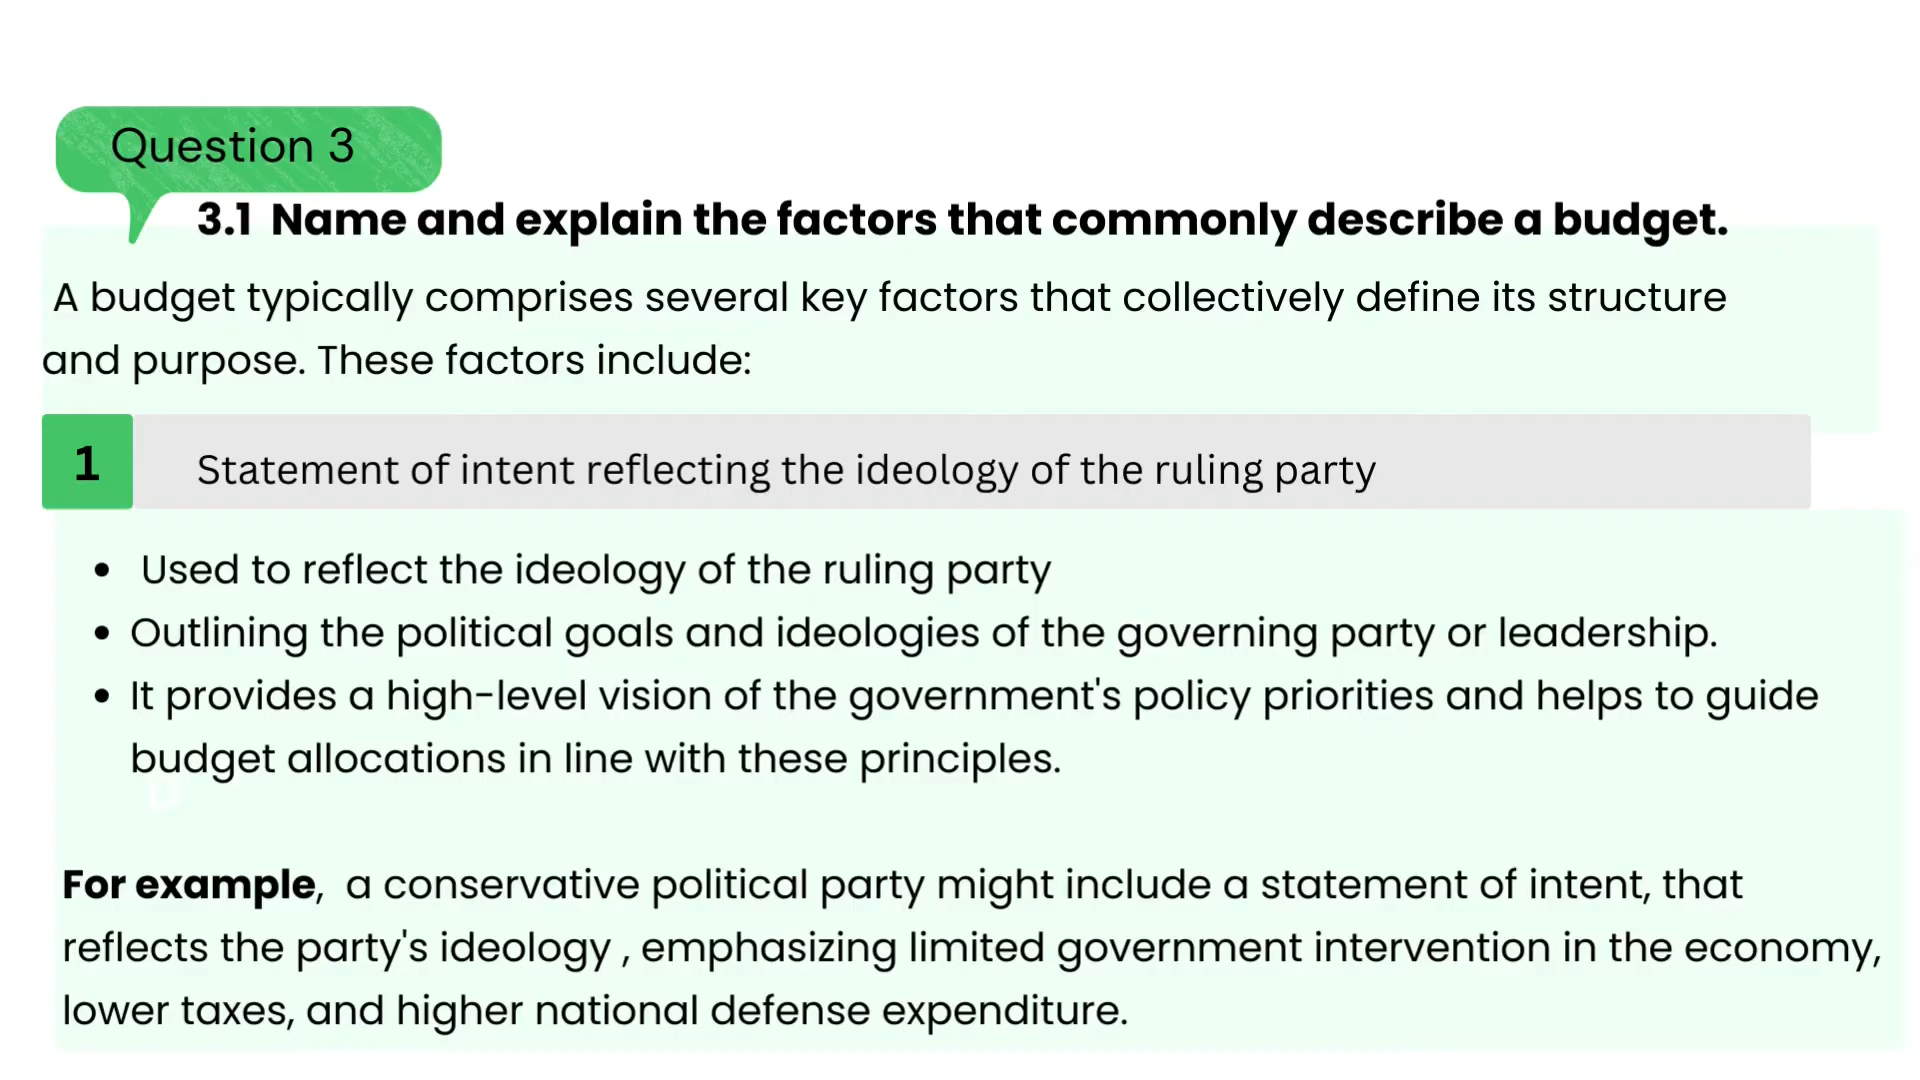 Question 3
3.1 Name and explain the factors that commonly describe a budget.
A budget typically comprises several key factors that collectively define its structure
and purpose. These factors include:
1 Statement of intent reflecting the ideology of the ruling party
• Used to reflect the ideology of the ruling party
• Outlining the political goals and ideologies of the governing party or leadership.
• It provides a high-level vision of the government's policy priorities and helps to guide
budget allocations in line with these principles.
For example, a conservative political party might include a statement of intent, that
reflects the party's ideology , emphasizing limited government intervention in the economy,
lower taxes, and higher national defense expenditure.